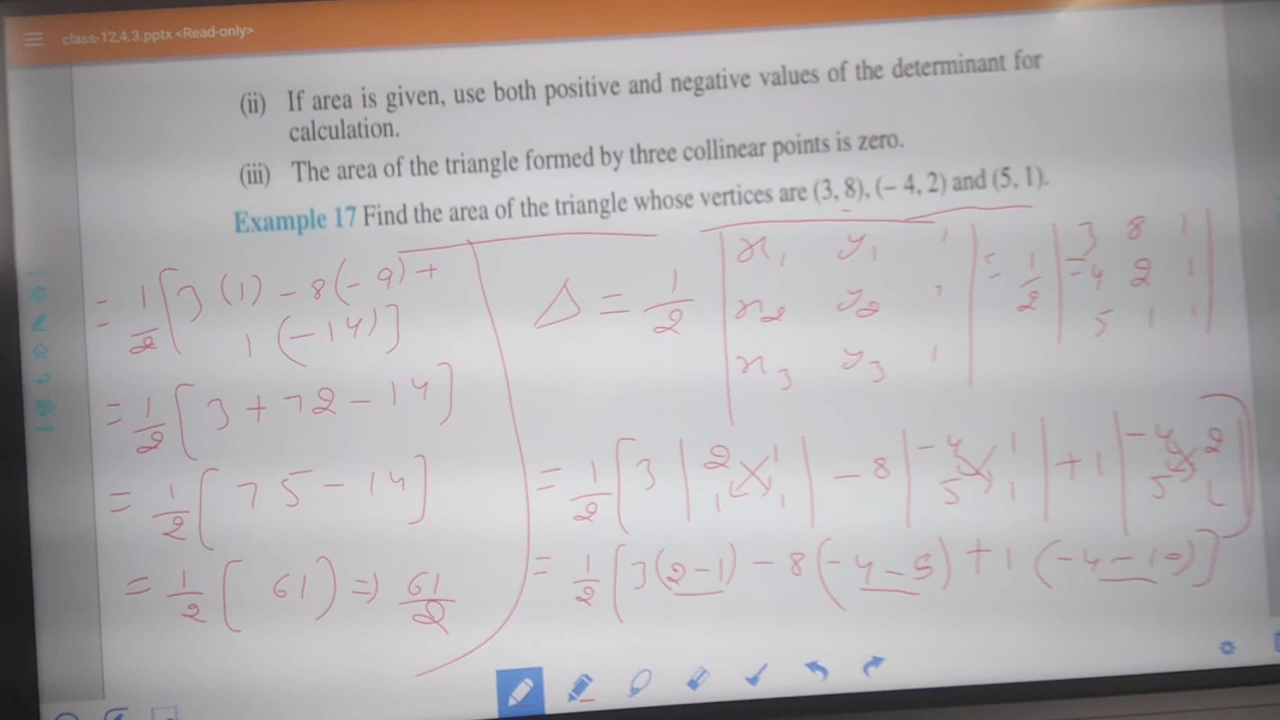 class-12,4.3.pptx <Read-only>
(ii) If area is given, use both positive and negative values of the determinant for
calculation.
(iii) The area of the triangle formed by three collinear points is zero.
Example 17 Find the area of the triangle whose vertices are (3, 8), (– 4, 2) and (5, 1).
Δ = 1/2 | x1 y1 1 | = 1/2 | 3 8 1 |
| x2 y2 1 | | -4 2 1 |
| x3 y3 1 | | 5 1 1 |
= 1/2 [ 3 | 2 1 | - 8 | -4 1 | + 1 | -4 2 | ]
| 1 1 | | 5 1 | | 5 1 |
= 1/2 [ 3(2-1) - 8(-4-5) + 1(-4-10) ]
= 1/2 [ 3(1) - 8(-9) +
1(-14) ]
= 1/2 [ 3 + 72 - 14 ]
= 1/2 [ 75 - 14 ]
= 1/2 [ 61 ) ⇒ 61/2